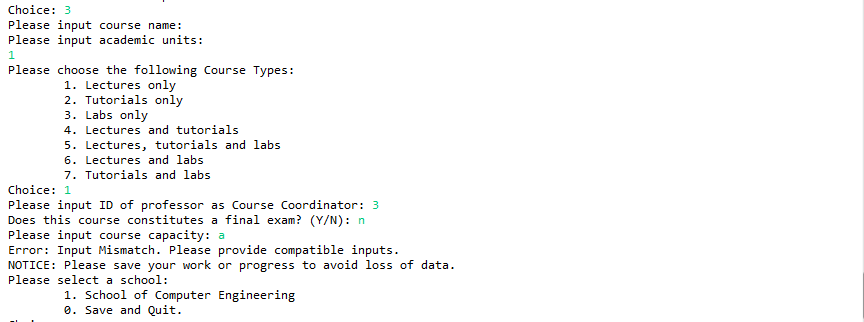 Choice: 3
Please input course name:
Please input academic units:
1
Please choose the following Course Types:
1. Lectures only
2. Tutorials only
3. Labs only
4. Lectures and tutorials
5. Lectures, tutorials and labs
6. Lectures and labs
7. Tutorials and labs
Choice: 1
Please input ID of professor as Course Coordinator: 3
Does this course constitutes a final exam? (Y/N): n
Please input course capacity: a
Error: Input Mismatch. Please provide compatible inputs.
NOTICE: Please save your work or progress to avoid loss of data.
Please select a school:
1. School of Computer Engineering
0. Save and Quit.